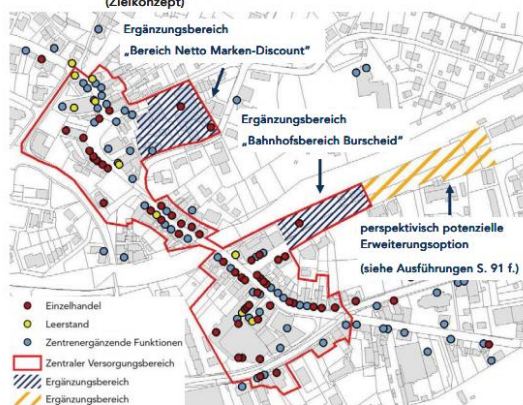 (Zielkonzept)
Ergänzungsbereich
„Bereich Netto Marken-Discount"
Ergänzungsbereich
„Bahnhofsbereich Burscheid"
perspektivisch potenzielle
Erweiterungsoption
(siehe Ausführungen S. 91 f.)
Einzelhandel
Leerstand
Zentrenergänzende Funktionen
Zentraler Versorgungsbereich
Ergänzungsbereich
Ergänzungsbereich